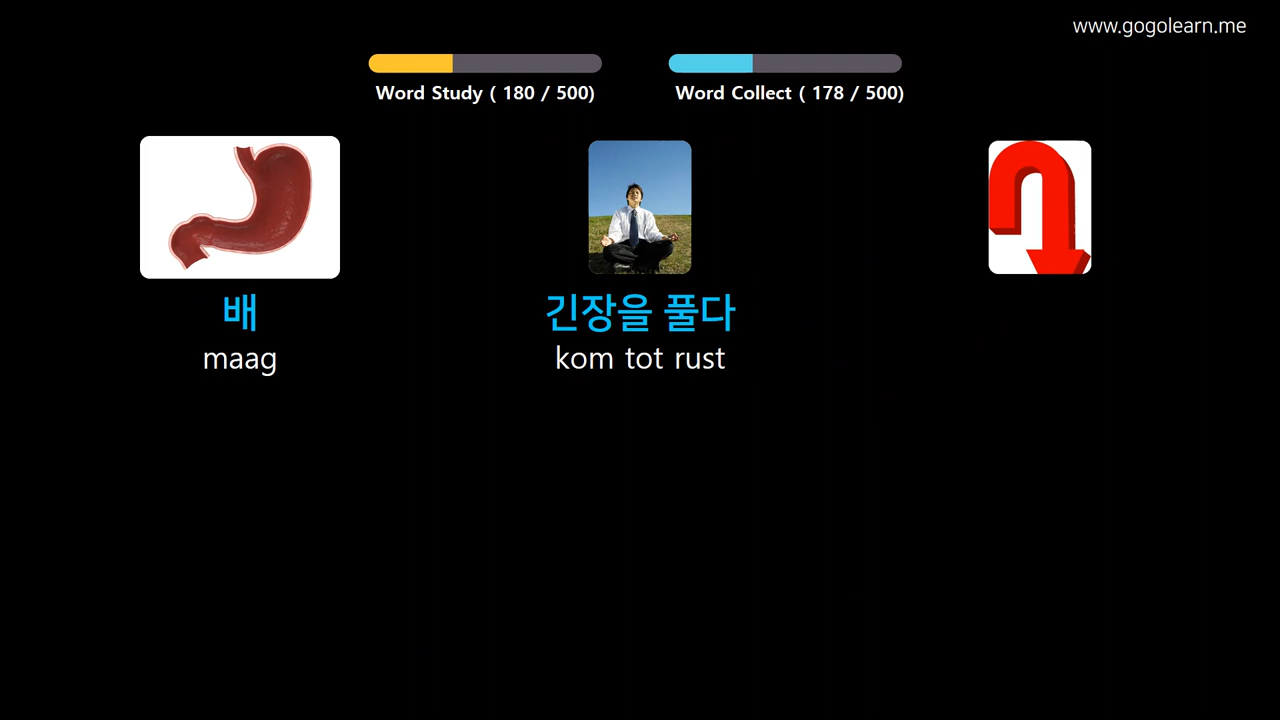 www.gogolearn.me
Word Study ( 180 / 500)
Word Collect ( 178 / 500)
배
maag
긴장을 풀다
kom tot rust